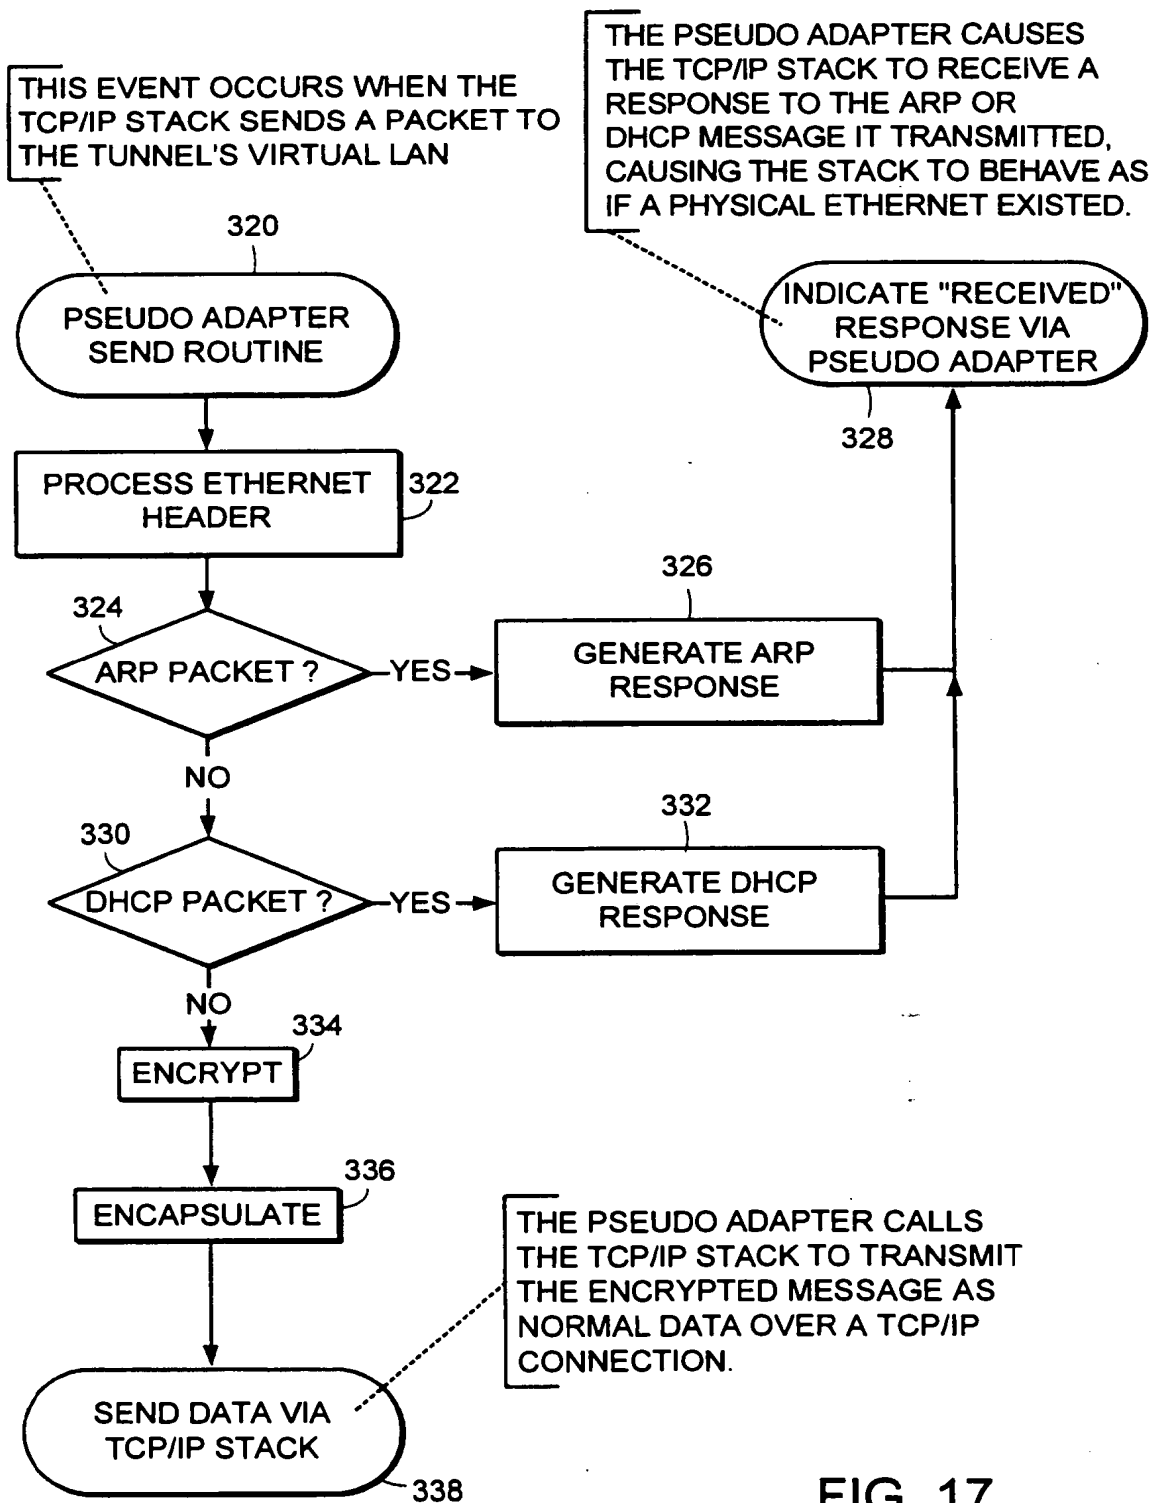 THE PSEUDO ADAPTER CAUSES
THE TCP/IP STACK TO RECEIVE A
RESPONSE TO THE ARP OR
DHCP MESSAGE IT TRANSMITTED,
CAUSING THE STACK TO BEHAVE AS
IF A PHYSICAL ETHERNET EXISTED.
THIS EVENT OCCURS WHEN THE
TCP/IP STACK SENDS A PACKET TO
THE TUNNEL'S VIRTUAL LAN
320
PSEUDO ADAPTER
SEND ROUTINE
INDICATE "RECEIVED"
RESPONSE VIA
PSEUDO ADAPTER
328
PROCESS ETHERNET
HEADER
322
324
ARP PACKET ?
YES
326
GENERATE ARP
RESPONSE
NO
330
DHCP PACKET ?
YES
332
GENERATE DHCP
RESPONSE
NO
334
ENCRYPT
336
ENCAPSULATE
THE PSEUDO ADAPTER CALLS
THE TCP/IP STACK TO TRANSMIT
THE ENCRYPTED MESSAGE AS
NORMAL DATA OVER A TCP/IP
CONNECTION.
SEND DATA VIA
TCP/IP STACK
338
FIG. 17